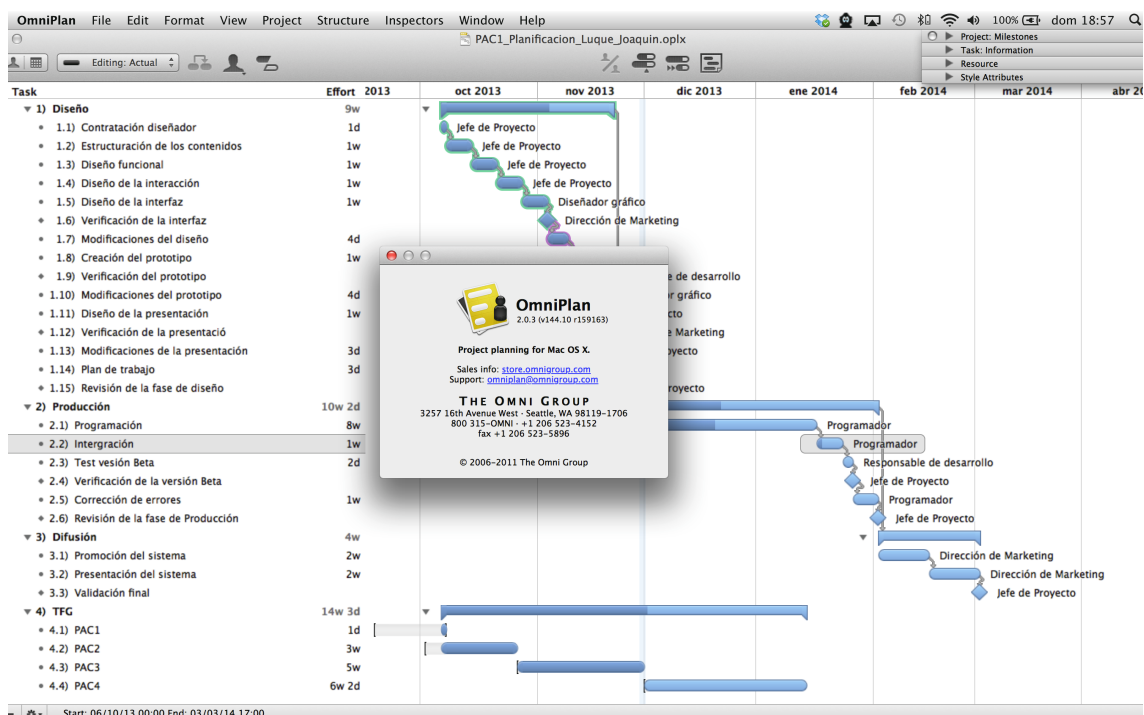 OmniPlan File Edit Format View Project Structure Inspectors Window Help 100% dom 18:57
PAC1_Planificacion_Luque_Joaquin.oplx
Project: Milestones
Task: Information
Resource
Style Attributes
Editing: Actual
Task Effort 2013 oct 2013 nov 2013 dic 2013 ene 2014 feb 2014 mar 2014 abr 20
1) Diseño 9w
1.1) Contratación diseñador 1d Jefe de Proyecto
1.2) Estructuración de los contenidos 1w Jefe de Proyecto
1.3) Diseño funcional 1w Jefe de Proyecto
1.4) Diseño de la interacción 1w Jefe de Proyecto
1.5) Diseño de la interfaz 1w Diseñador gráfico
1.6) Verificación de la interfaz Dirección de Marketing
1.7) Modificaciones del diseño 4d
1.8) Creación del prototipo 1w
1.9) Verificación del prototipo e de desarrollo
1.10) Modificaciones del prototipo 4d r gráfico
1.11) Diseño de la presentación 1w cto
1.12) Verificación de la presentació e Marketing
1.13) Modificaciones de la presentación 3d oyecto
1.14) Plan de trabajo 3d
1.15) Revisión de la fase de diseño royecto
2) Producción 10w 2d
2.1) Programación 8w Programador
2.2) Intergración 1w Programador
2.3) Test vesión Beta 2d Responsable de desarrollo
2.4) Verificación de la versión Beta Jefe de Proyecto
2.5) Corrección de errores 1w Programador
2.6) Revisión de la fase de Producción Jefe de Proyecto
3) Difusión 4w
3.1) Promoción del sistema 2w Dirección de Marketing
3.2) Presentación del sistema 2w Dirección de Marketing
3.3) Validación final Jefe de Proyecto
4) TFG 14w 3d
4.1) PAC1 1d
4.2) PAC2 3w
4.3) PAC3 5w
4.4) PAC4 6w 2d
OmniPlan
2.0.3 (v144.10 r159163)
Project planning for Mac OS X.
Sales info: store.omnigroup.com
Support: omniplan@omnigroup.com
THE OMNI GROUP
3257 16th Avenue West · Seattle, WA 98119-1706
800 315-OMNI · +1 206 523-4152
fax +1 206 523-5896
© 2006-2011 The Omni Group
Start: 06/10/13 00:00 End: 03/03/14 17:00